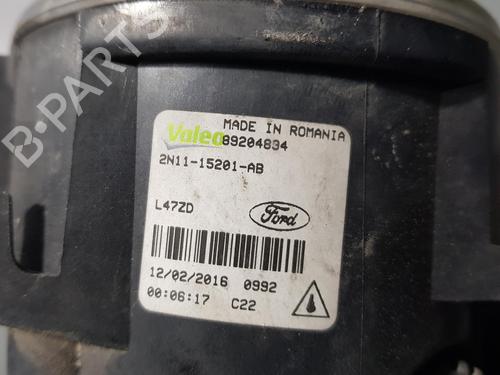 B-PARTS
MADE IN ROMANIA
Valeo 89204834
2N11-15201-AB
L47ZD Ford
12/02/2016 0992
00:06:17 C22